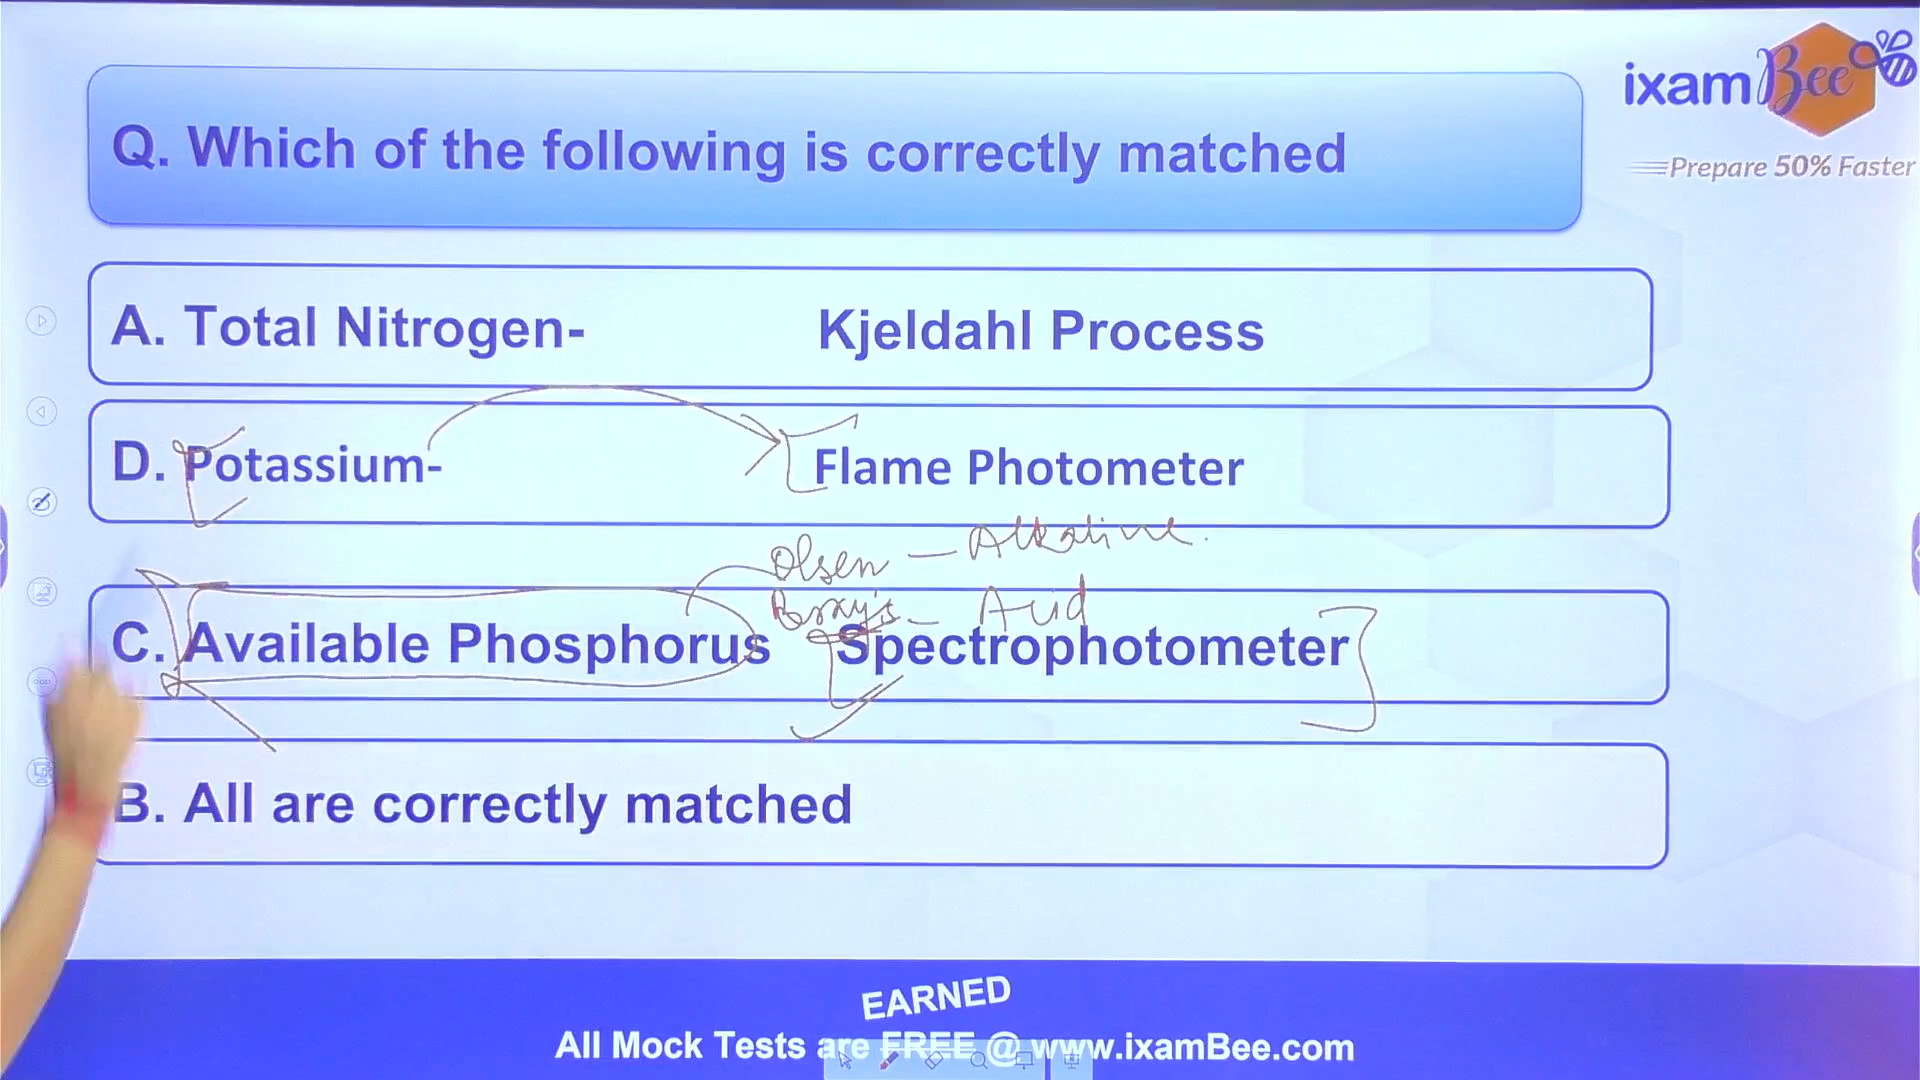 ixamBee
Prepare 50% Faster
Q. Which of the following is correctly matched
A. Total Nitrogen- Kjeldahl Process
D. Potassium- Flame Photometer
Olsen - Alkaline.
Bray's - Acid
C. Available Phosphorus Spectrophotometer
B. All are correctly matched
EARNED
All Mock Tests are FREE @ www.ixamBee.com